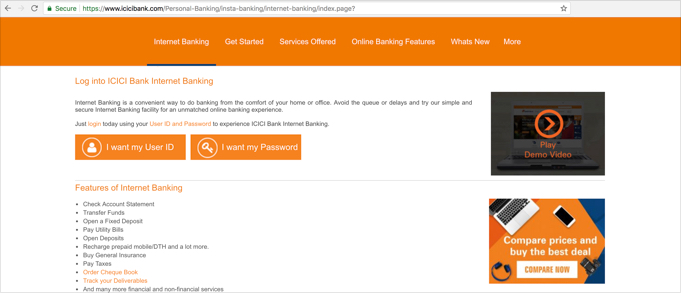 Secure https://www.icicibank.com/Personal-Banking/insta-banking/internet-banking/index.page?
Internet Banking Get Started Services Offered Online Banking Features Whats New More
Log into ICICI Bank Internet Banking
Internet Banking is a convenient way to do banking from the comfort of your home or office. Avoid the queue or delays and try our simple and
secure Internet Banking facility for an unmatched online banking experience.
Just login today using your User ID and Password to experience ICICI Bank Internet Banking.
I want my User ID I want my Password
Play
Demo Video
Features of Internet Banking
• Check Account Statement
• Transfer Funds
• Open a Fixed Deposit
• Pay Utility Bills
• Open Deposits
• Recharge prepaid mobile/DTH and a lot more.
• Buy General Insurance
• Pay Taxes
• Order Cheque Book
• Track your Deliverables
• And many more financial and non-financial services
Compare prices and
buy the best deal
COMPARE NOW